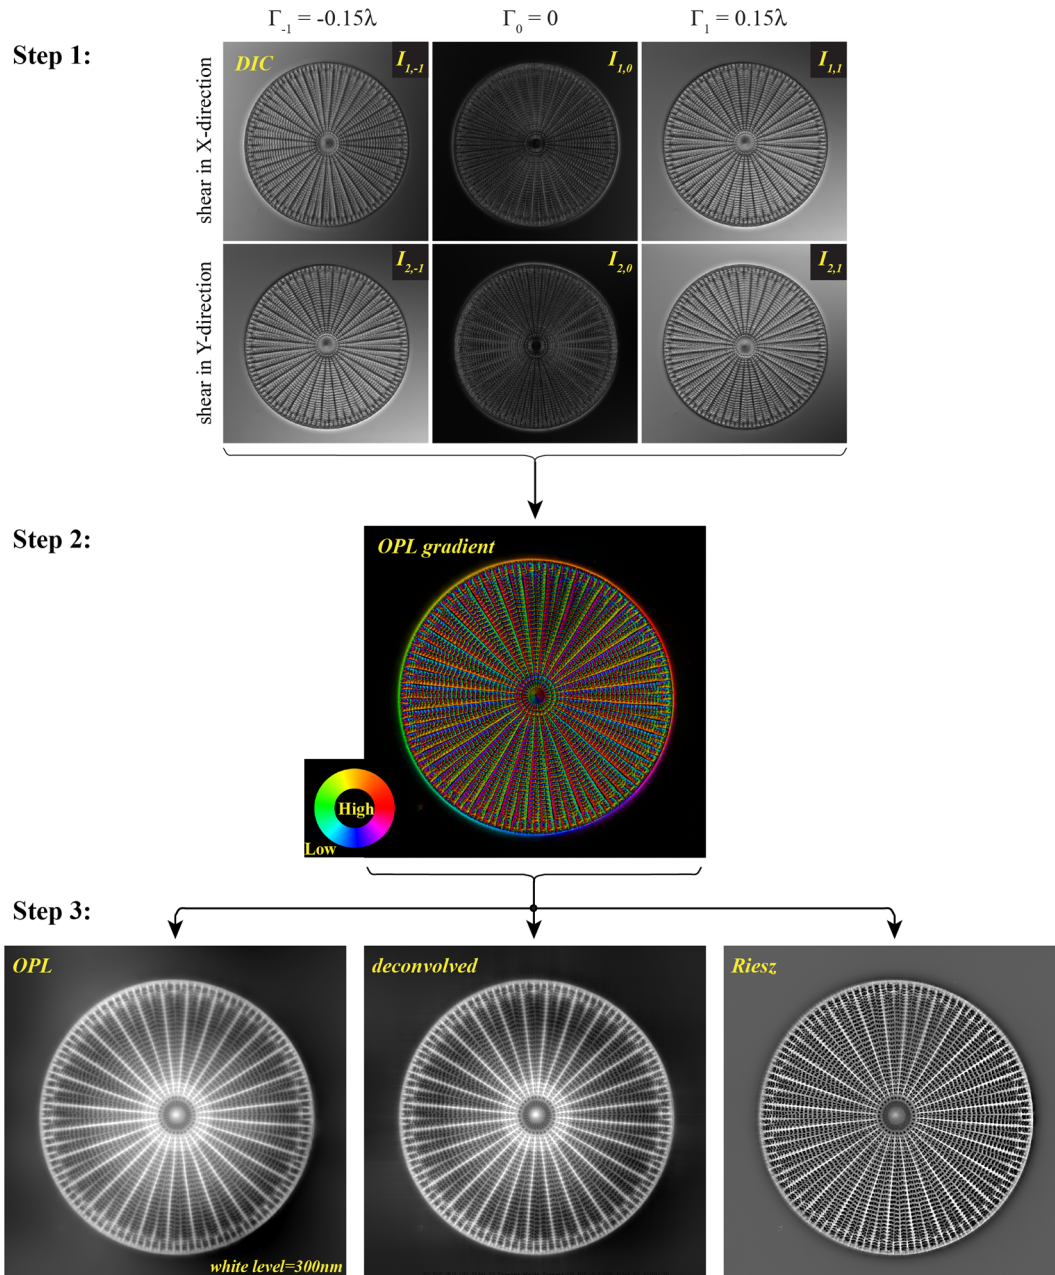 Γ₋₁ = -0.15λ
Γ₀ = 0
Γ₁ = 0.15λ
Step 1:
shear in X-direction
DIC
I₁,₋₁
I₁,₀
I₁,₁
shear in Y-direction
I₂,₋₁
I₂,₀
I₂,₁
Step 2:
OPL gradient
High
Low
Step 3:
OPL
deconvolved
Riesz
white level=300nm